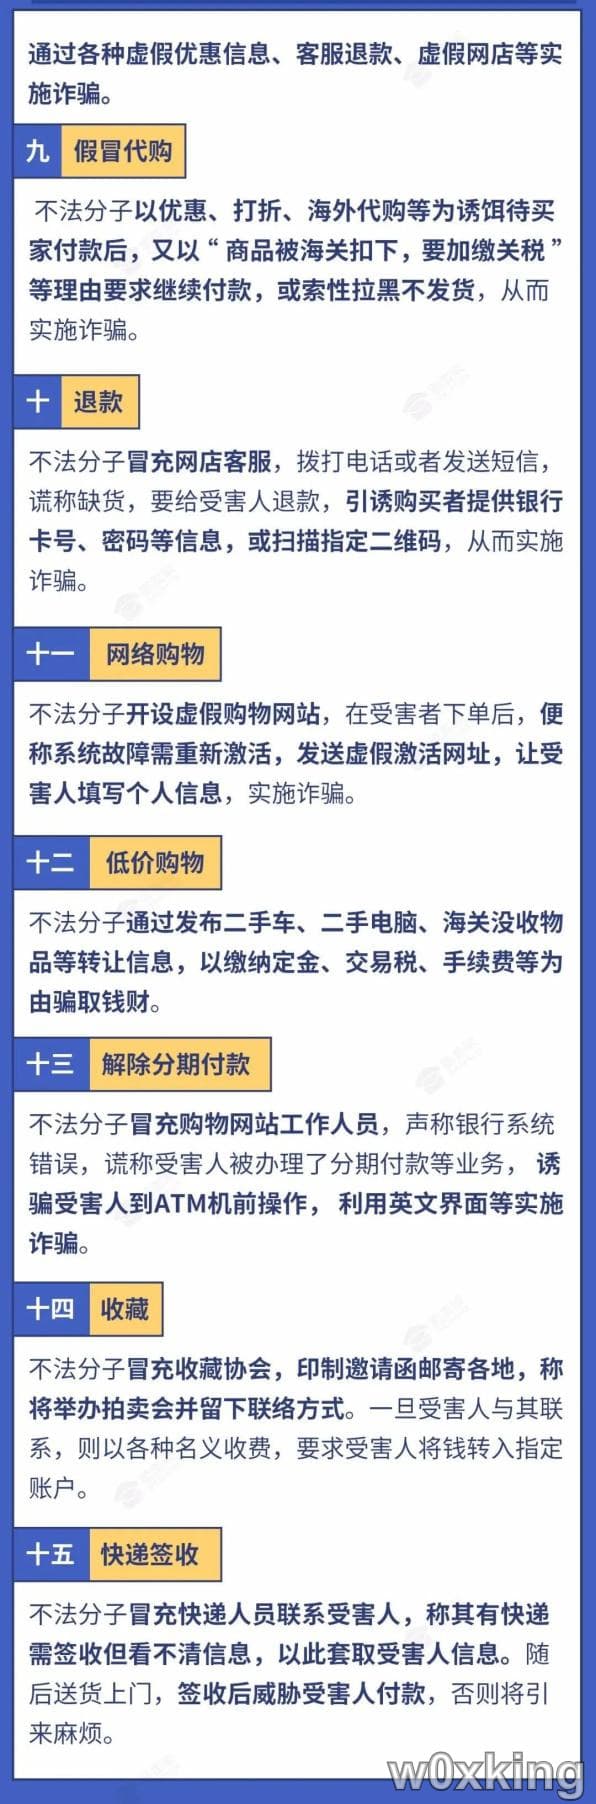 通过各种虚假优惠信息、客服退款、虚假网店等实
施诈骗。
九 假冒代购
不法分子以优惠、打折、海外代购等为诱饵待买
家付款后，又以“商品被海关扣下，要加缴关税”
等理由要求继续付款，或索性拉黑不发货，从而
实施诈骗。
十 退款
不法分子冒充网店客服，拨打电话或者发送短信，
谎称缺货，要给受害人退款，引诱购买者提供银行
卡号、密码等信息，或扫描指定二维码，从而实施
诈骗。
十一 网络购物
不法分子开设虚假购物网站，在受害者下单后，便
称系统故障需重新激活，发送虚假激活网址，让受
害人填写个人信息，实施诈骗。
十二 低价购物
不法分子通过发布二手车、二手电脑、海关没收物
品等转让信息，以缴纳定金、交易税、手续费等为
由骗取钱财。
十三 解除分期付款
不法分子冒充购物网站工作人员，声称银行系统
错误，谎称受害人被办理了分期付款等业务，诱
骗受害人到ATM机前操作，利用英文界面等实施
诈骗。
十四 收藏
不法分子冒充收藏协会，印制邀请函邮寄各地，称
将举办拍卖会并留下联络方式。一旦受害人与其联
系，则以各种名义收费，要求受害人将钱转入指定
账户。
十五 快递签收
不法分子冒充快递人员联系受害人，称其有快递
需签收但看不清信息，以此套取受害人信息。随
后送货上门，签收后威胁受害人付款，否则将引
来麻烦。
w0xking